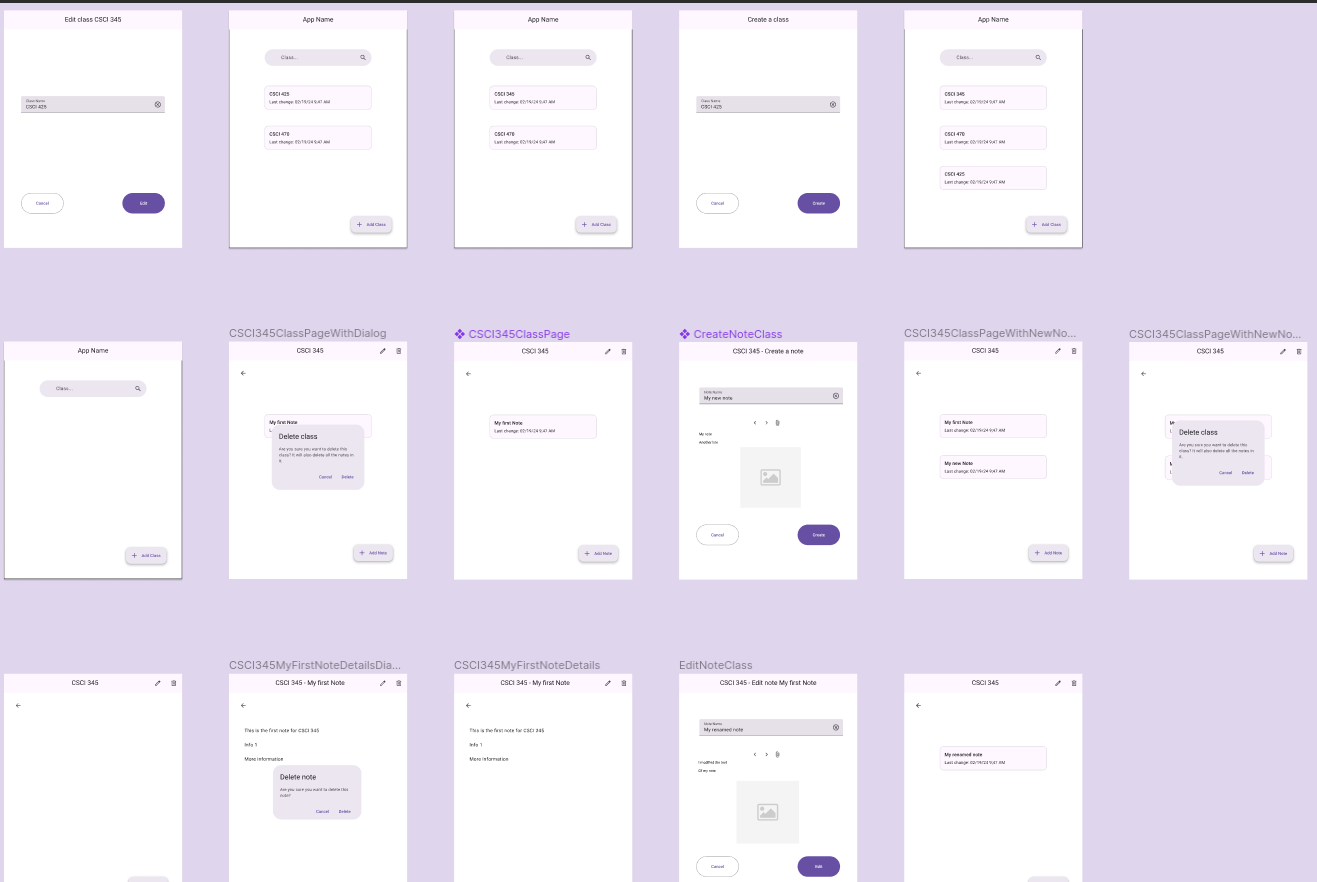 Edit class CSCI 345
Class Name
CSCI 425
Cancel
Edit
App Name
Class...
CSCI 425
Last change: 02/19/24 9:47 AM
CSCI 470
Last change: 02/19/24 9:47 AM
+ Add Class
App Name
Class...
CSCI 345
Last change: 02/19/24 9:47 AM
CSCI 470
Last change: 02/19/24 9:47 AM
+ Add Class
Create a class
Class Name
CSCI 425
Cancel
Create
App Name
Class...
CSCI 345
Last change: 02/19/24 9:47 AM
CSCI 470
Last change: 02/19/24 9:47 AM
CSCI 425
Last change: 02/19/24 9:47 AM
+ Add Class
App Name
Class...
+ Add Class
CSCI345ClassPageWithDialog
CSCI 345
My first Note
L
Delete class
Are you sure you want to delete this
class? It will also delete all the notes in
it.
Cancel
Delete
+ Add Note
CSCI345ClassPage
CSCI 345
My first Note
Last change: 02/19/24 9:47 AM
+ Add Note
CreateNoteClass
CSCI 345 - Create a note
Note Name
My new note
My note
Another info
Cancel
Create
CSCI345ClassPageWithNewNo...
CSCI 345
My first Note
Last change: 02/19/24 9:47 AM
My new Note
Last change: 02/19/24 9:47 AM
+ Add Note
CSCI345ClassPageWithNewNo...
CSCI 345
M
L
M
L
Delete class
Are you sure you want to delete this
class? It will also delete all the notes in
it.
Cancel
Delete
+ Add Note
CSCI 345
CSCI345MyFirstNoteDetailsDia...
CSCI 345 - My first Note
This is the first note for CSCI 345
Info 1
More information
Delete note
Are you sure you want to delete this
note?
Cancel
Delete
CSCI345MyFirstNoteDetails
CSCI 345 - My first Note
This is the first note for CSCI 345
Info 1
More information
EditNoteClass
CSCI 345 - Edit note My first Note
Note Name
My renamed note
I modified the text
Of my note
Cancel
Edit
CSCI 345
My renamed note
Last change: 02/19/24 9:47 AM